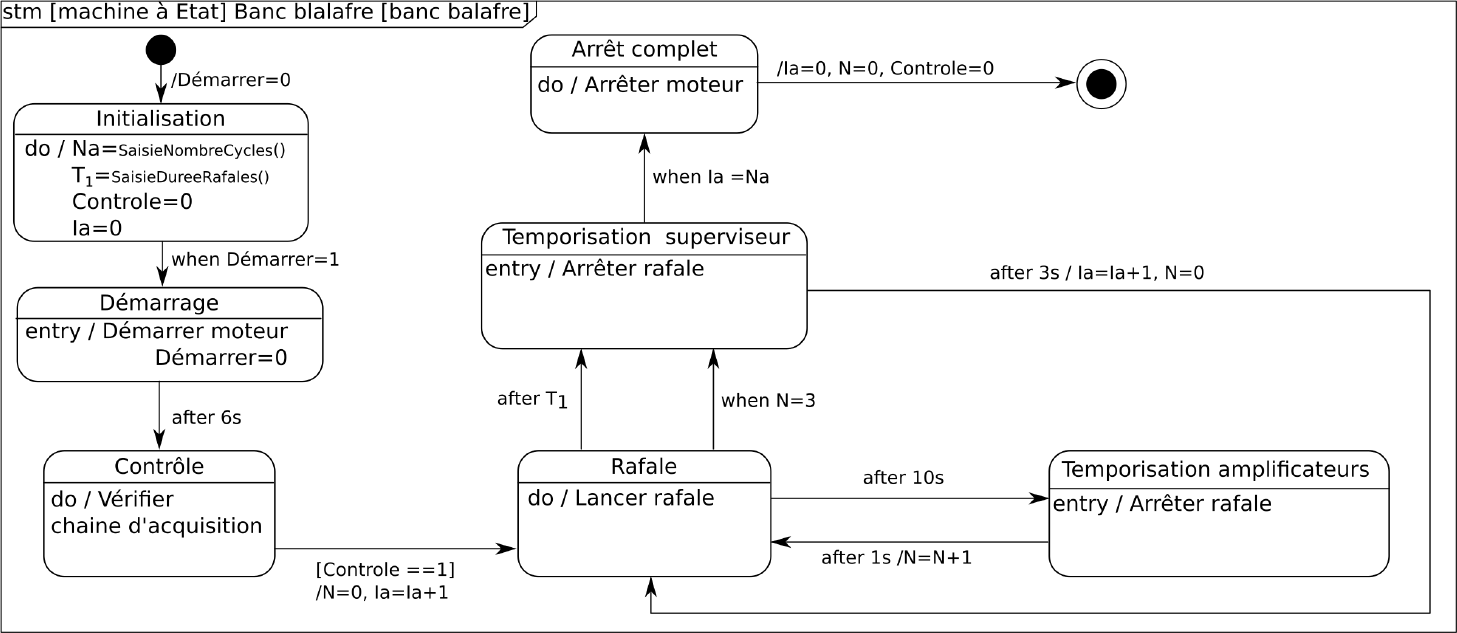 stm [machine à Etat] Banc blalafre [banc balafre]
/Démarrer=0
Initialisation
do / Na=SaisieNombreCycles()
T1=SaisieDureeRafales()
Controle=0
Ia=0
when Démarrer=1
Démarrage
entry / Démarrer moteur
Démarrer=0
after 6s
Contrôle
do / Vérifier
chaine d'acquisition
[Controle ==1]
/N=0, Ia=Ia+1
Arrêt complet
do / Arrêter moteur
/Ia=0, N=0, Controle=0
when Ia =Na
Temporisation superviseur
entry / Arrêter rafale
after 3s / Ia=Ia+1, N=0
after T1
when N=3
Rafale
do / Lancer rafale
after 10s
after 1s /N=N+1
Temporisation amplificateurs
entry / Arrêter rafale